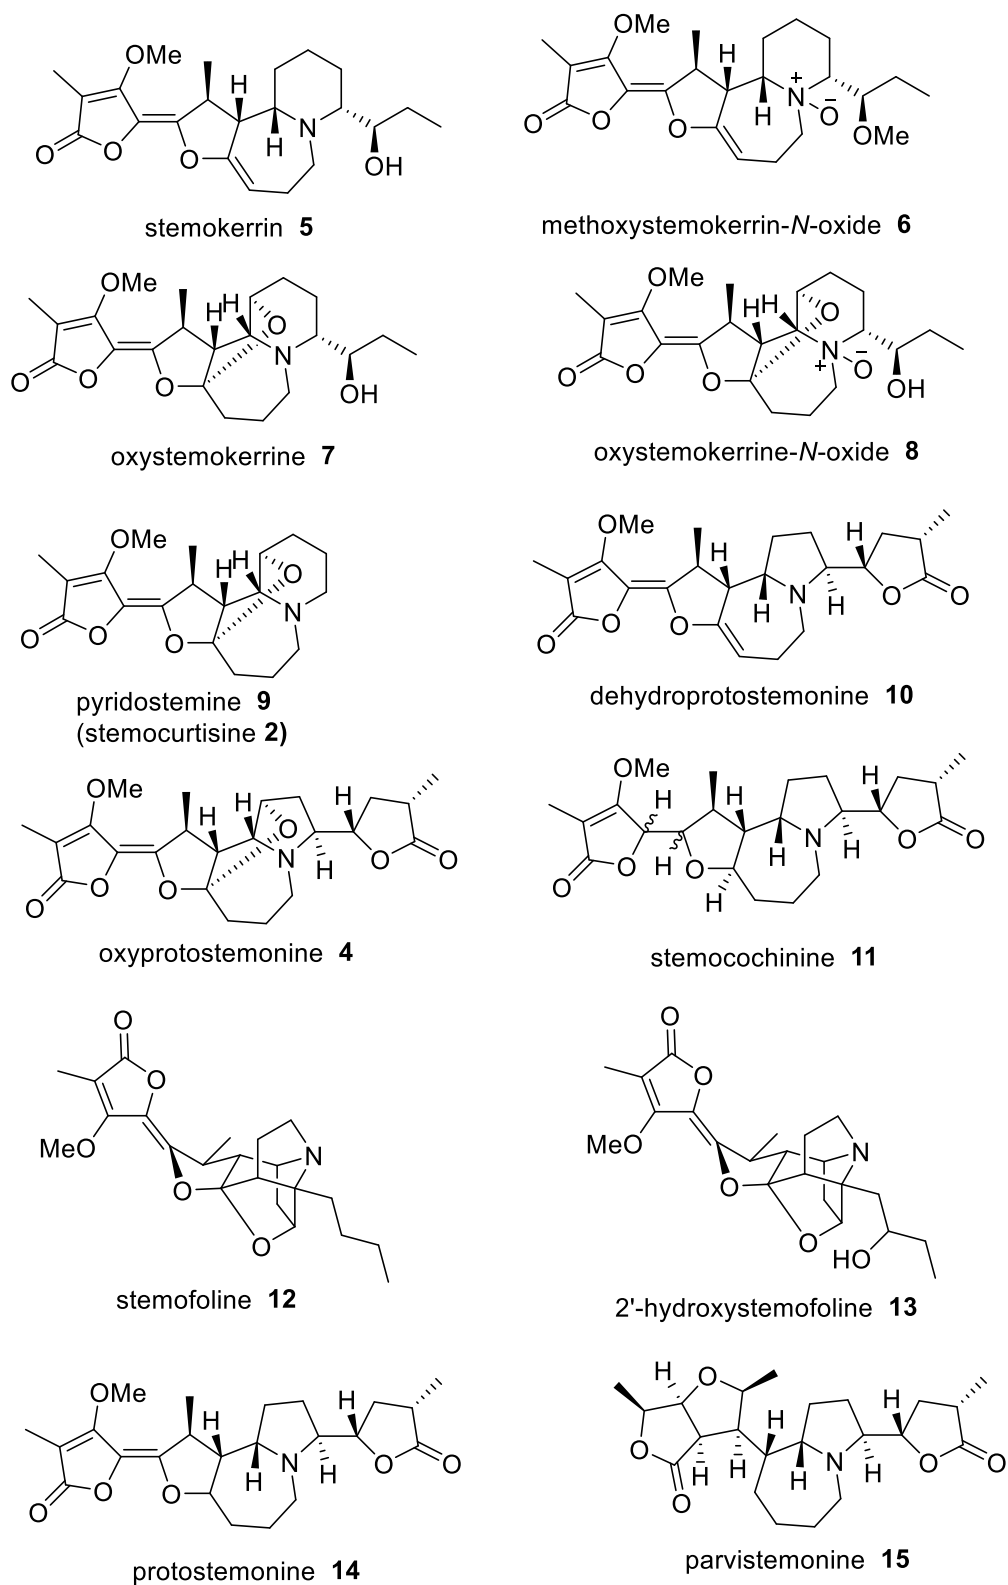 OMe
H
N
H
O
O
O
OH
stemokerrin 5
OMe
H
+
N
H
O
−
O
O
O
OMe
methoxystemokerrin-N-oxide 6
OMe
H
H
O
N
O
O
O
OH
oxystemokerrine 7
OMe
H
H
O
N
+
−
O
O
O
O
OH
oxystemokerrine-N-oxide 8
OMe
H
H
O
N
O
O
O
pyridostemine 9
(stemocurtisine 2)
OMe
H
H
N
H
H
O
O
O
O
O
dehydroprotostemonine 10
OMe
H
H
H
O
N
H
O
O
O
O
O
oxyprotostemonine 4
OMe
H
H
H
N
H
H
H
O
O
O
O
O
H
stemocochinine 11
O
O
MeO
N
O
O
stemofoline 12
O
O
MeO
N
O
O
HO
2'-hydroxystemofoline 13
OMe
H
H
N
H
H
O
O
O
O
O
protostemonine 14
H
O
H
H
O
O
H
H
H
N
H
O
O
parvistemonine 15